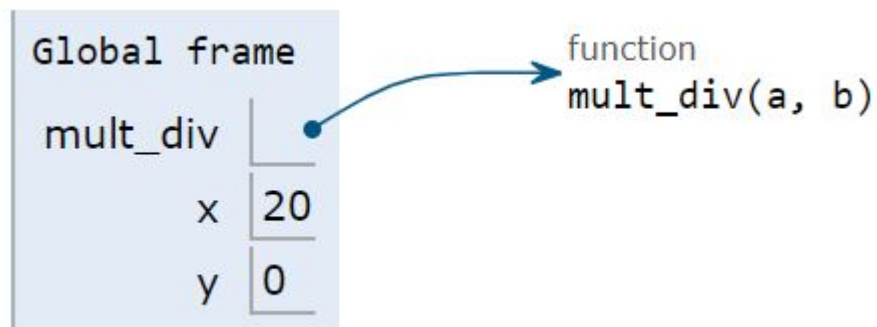 Global frame
function
mult_div(a, b)
mult_div
x 20
y 0